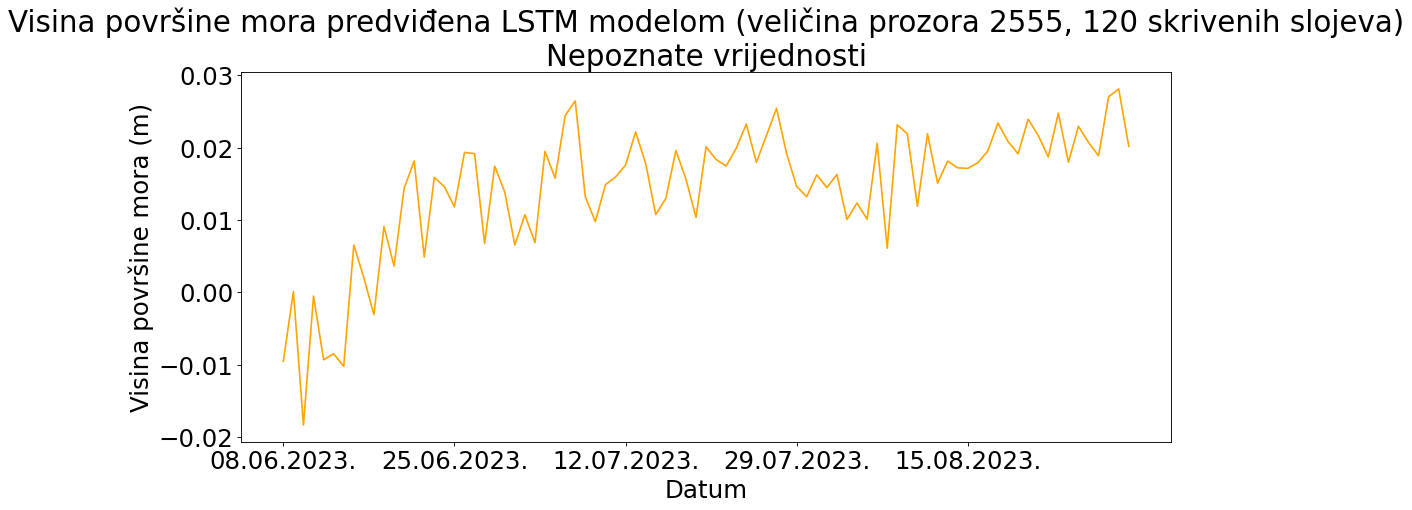 Visina površine mora predviđena LSTM modelom (veličina prozora 2555, 120 skrivenih slojeva)
Nepoznate vrijednosti
Visina površine mora (m)
0.03
0.02
0.01
0.00
−0.01
−0.02
08.06.2023. 25.06.2023. 12.07.2023. 29.07.2023. 15.08.2023.
Datum